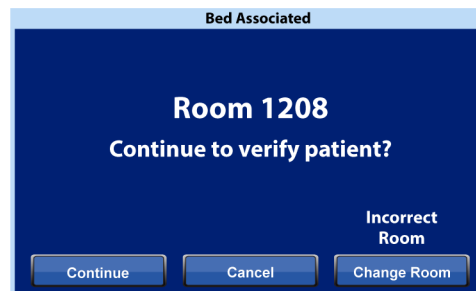 Bed Associated
Room 1208
Continue to verify patient?
Incorrect
Room
Continue
Cancel
Change Room